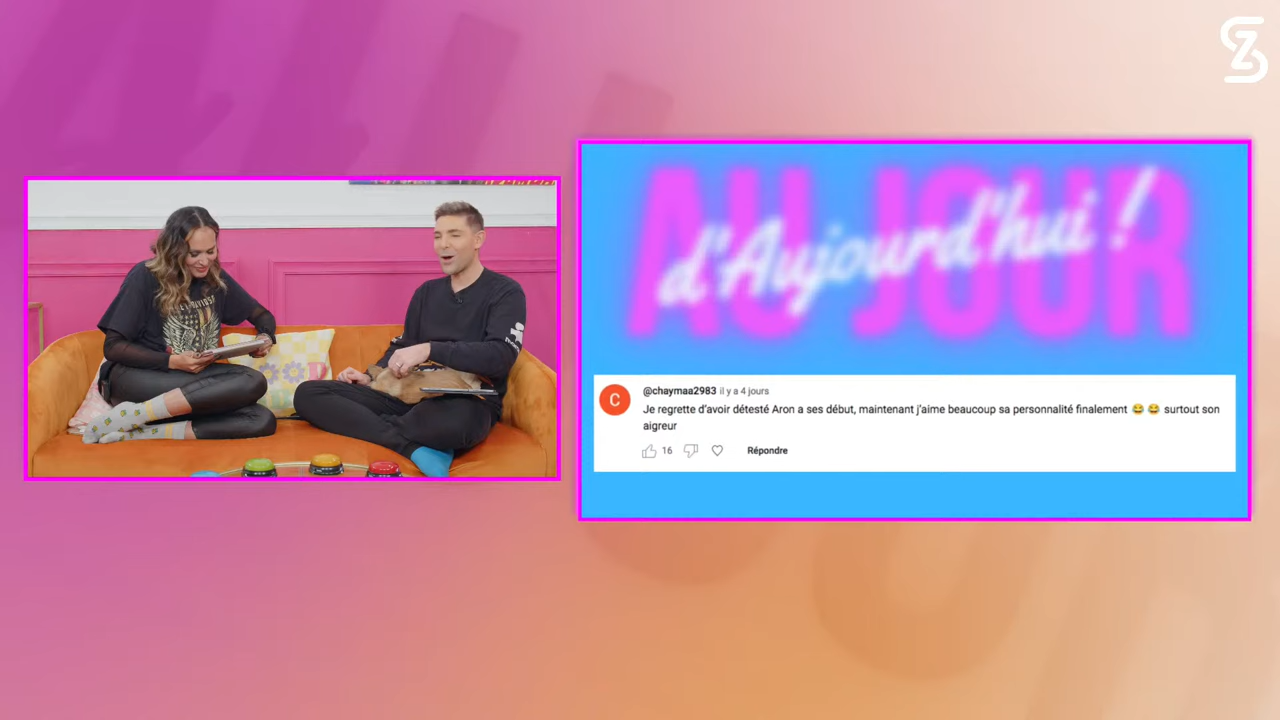 AU JOUR
d'Aujourd'hui !
@chaymaa2983 il y a 4 jours
Je regrette d'avoir détesté Aron a ses début, maintenant j'aime beaucoup sa personnalité finalement 😂 😂 surtout son
aigreur
16
Répondre